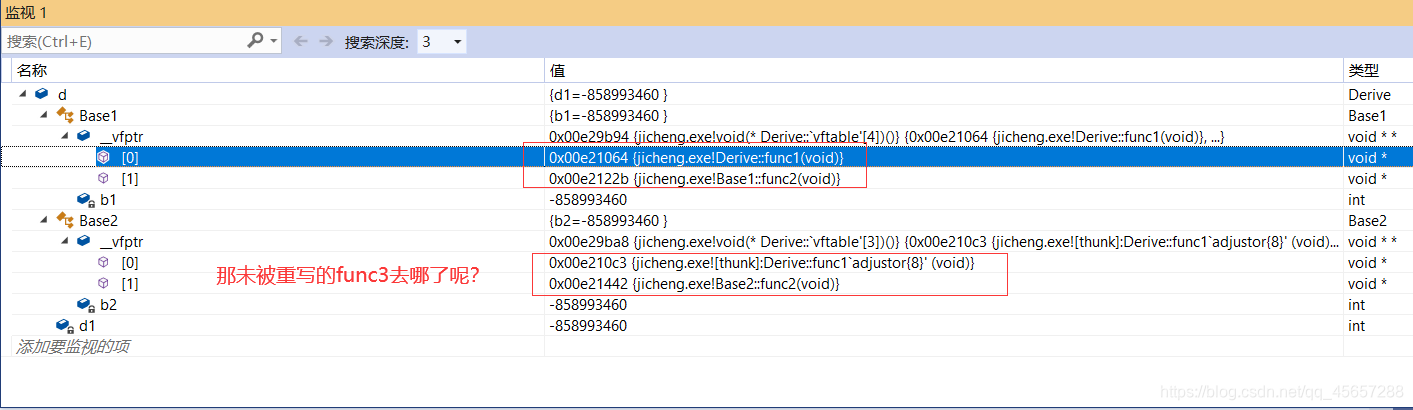 监视 1
搜索(Ctrl+E) 搜索深度: 3
名称 值 类型
d {d1=-858993460 } Derive
Base1 {b1=-858993460 } Base1
__vfptr 0x00e29b94 {jicheng.exe!void(* Derive::`vftable'[4])()} {0x00e21064 {jicheng.exe!Derive::func1(void)}, ...} void * *
[0] 0x00e21064 {jicheng.exe!Derive::func1(void)} void *
[1] 0x00e2122b {jicheng.exe!Base1::func2(void)} void *
b1 -858993460 int
Base2 {b2=-858993460 } Base2
__vfptr 0x00e29ba8 {jicheng.exe!void(* Derive::`vftable'[3])()} {0x00e210c3 {jicheng.exe![thunk]:Derive::func1`adjustor{8}' (void)... void * *
[0] 0x00e210c3 {jicheng.exe![thunk]:Derive::func1`adjustor{8}' (void)} void *
那未被重写的func3去哪了呢?
[1] 0x00e21442 {jicheng.exe!Base2::func2(void)} void *
b2 -858993460 int
d1 -858993460 int
添加要监视的项
https://blog.csdn.net/qq_45657288